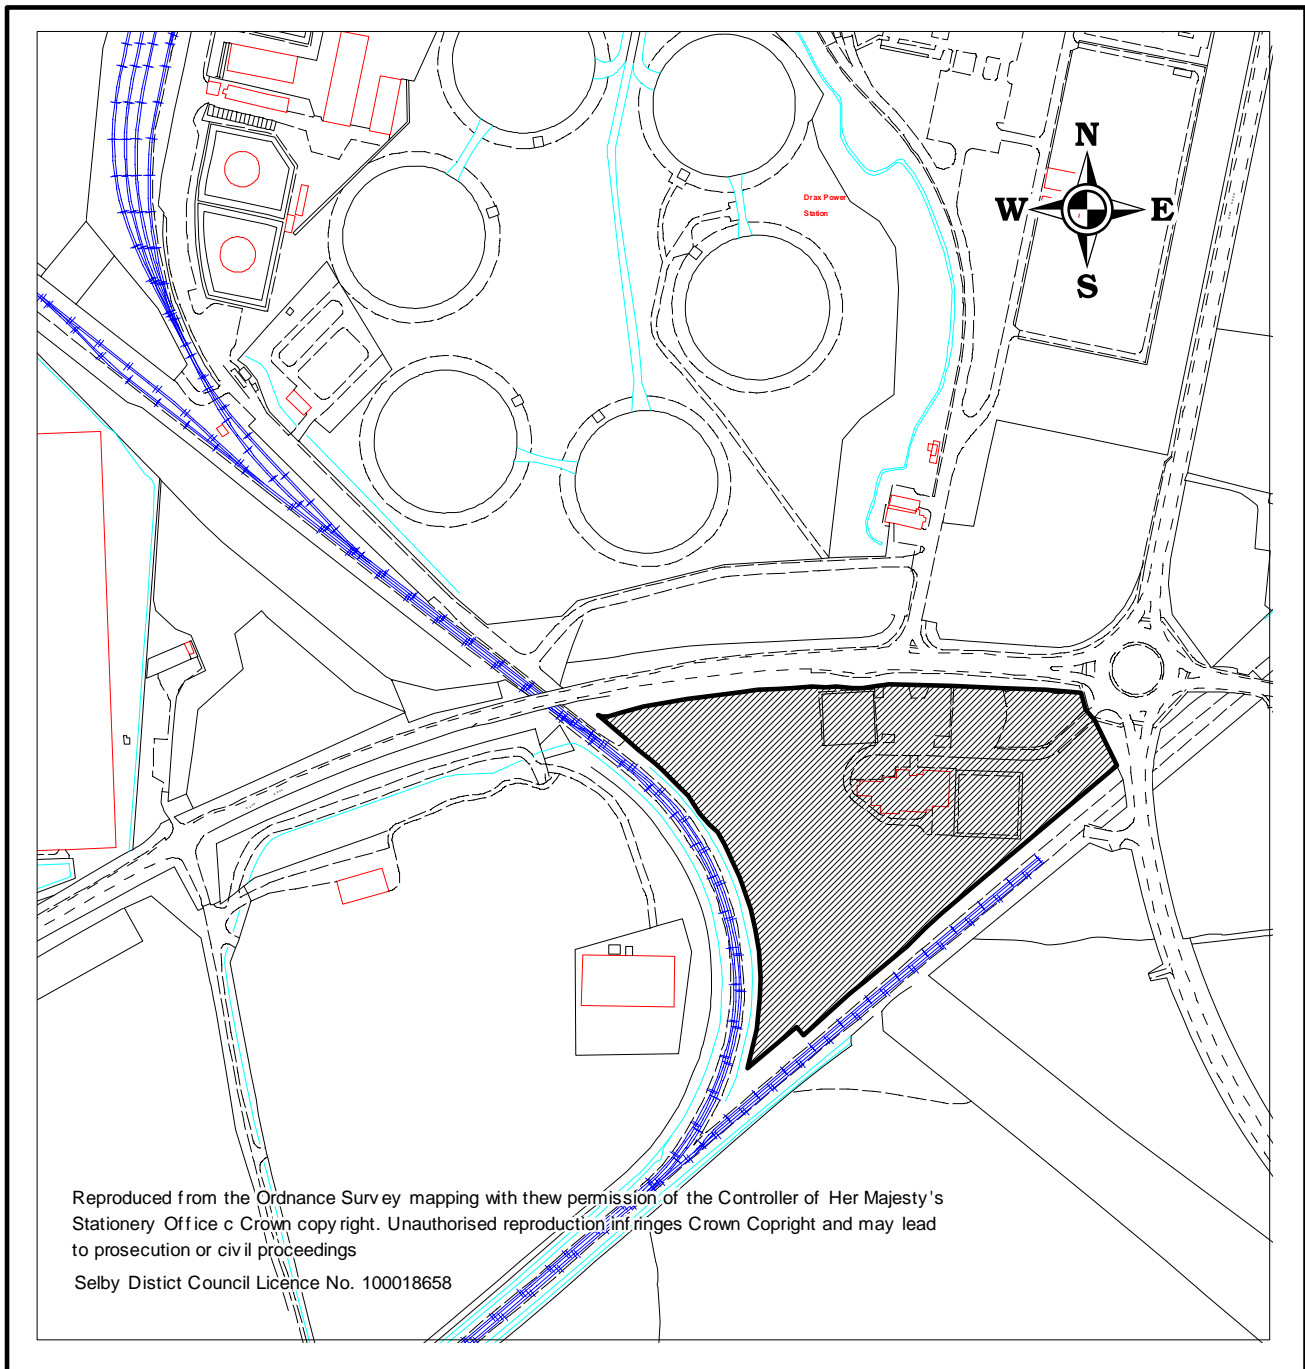 N
W E
S
Drax Power
Station
Reproduced from the Ordnance Survey mapping with thew permission of the Controller of Her Majesty's
Stationery Office c Crown copyright. Unauthorised reproduction infringes Crown Copright and may lead
to prosecution or civil proceedings
Selby Distict Council Licence No. 100018658